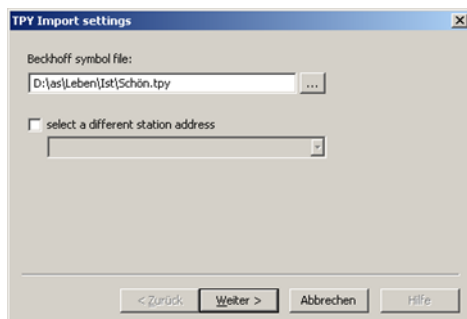 TPY Import settings
Beckhoff symbol file:
D:\as\Leben\Ist\Schön.tpy
...
select a different station address
< Zurück
Weiter >
Abbrechen
Hilfe